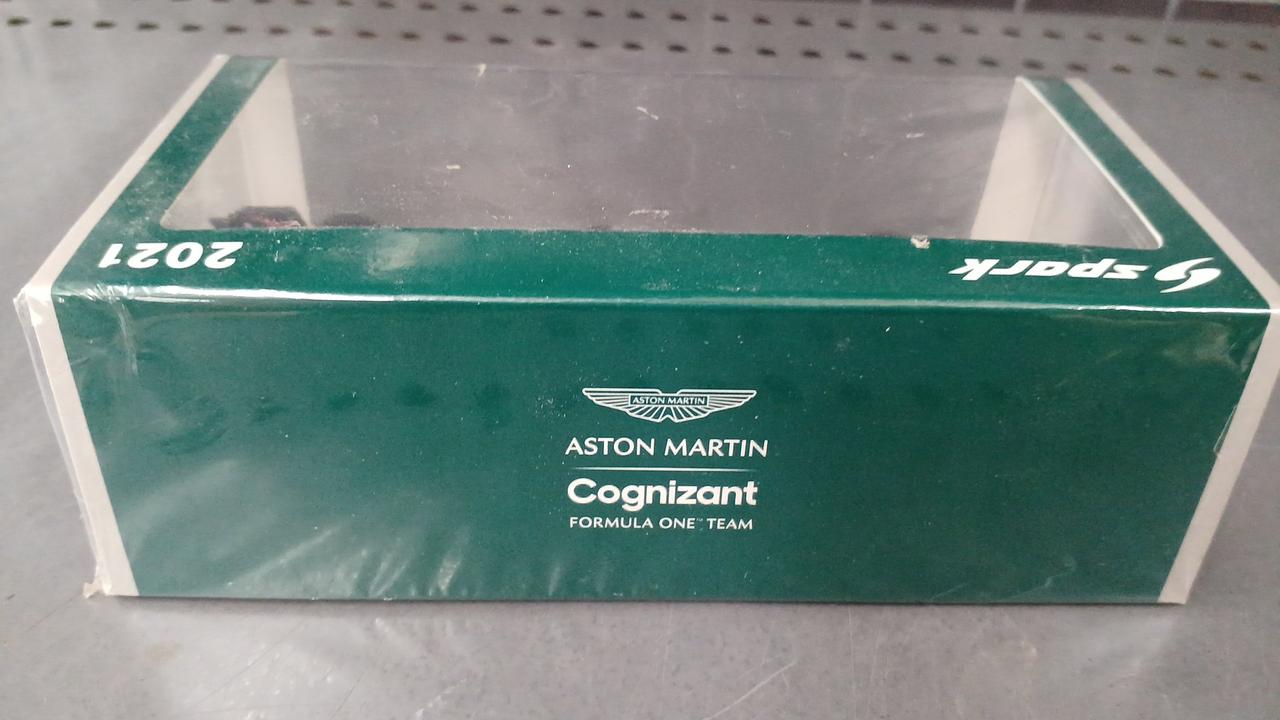 2021
spark
ASTON MARTIN
ASTON MARTIN
Cognizant
FORMULA ONE™ TEAM